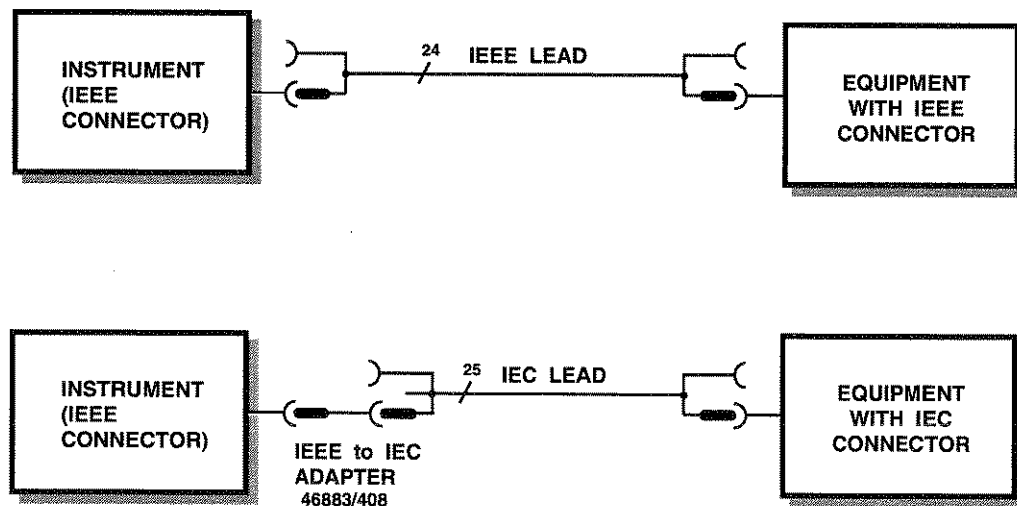 INSTRUMENT
(IEEE
CONNECTOR)
24
IEEE LEAD
EQUIPMENT
WITH IEEE
CONNECTOR
INSTRUMENT
(IEEE
CONNECTOR)
IEEE to IEC
ADAPTER
46883/408
25
IEC LEAD
EQUIPMENT
WITH IEC
CONNECTOR